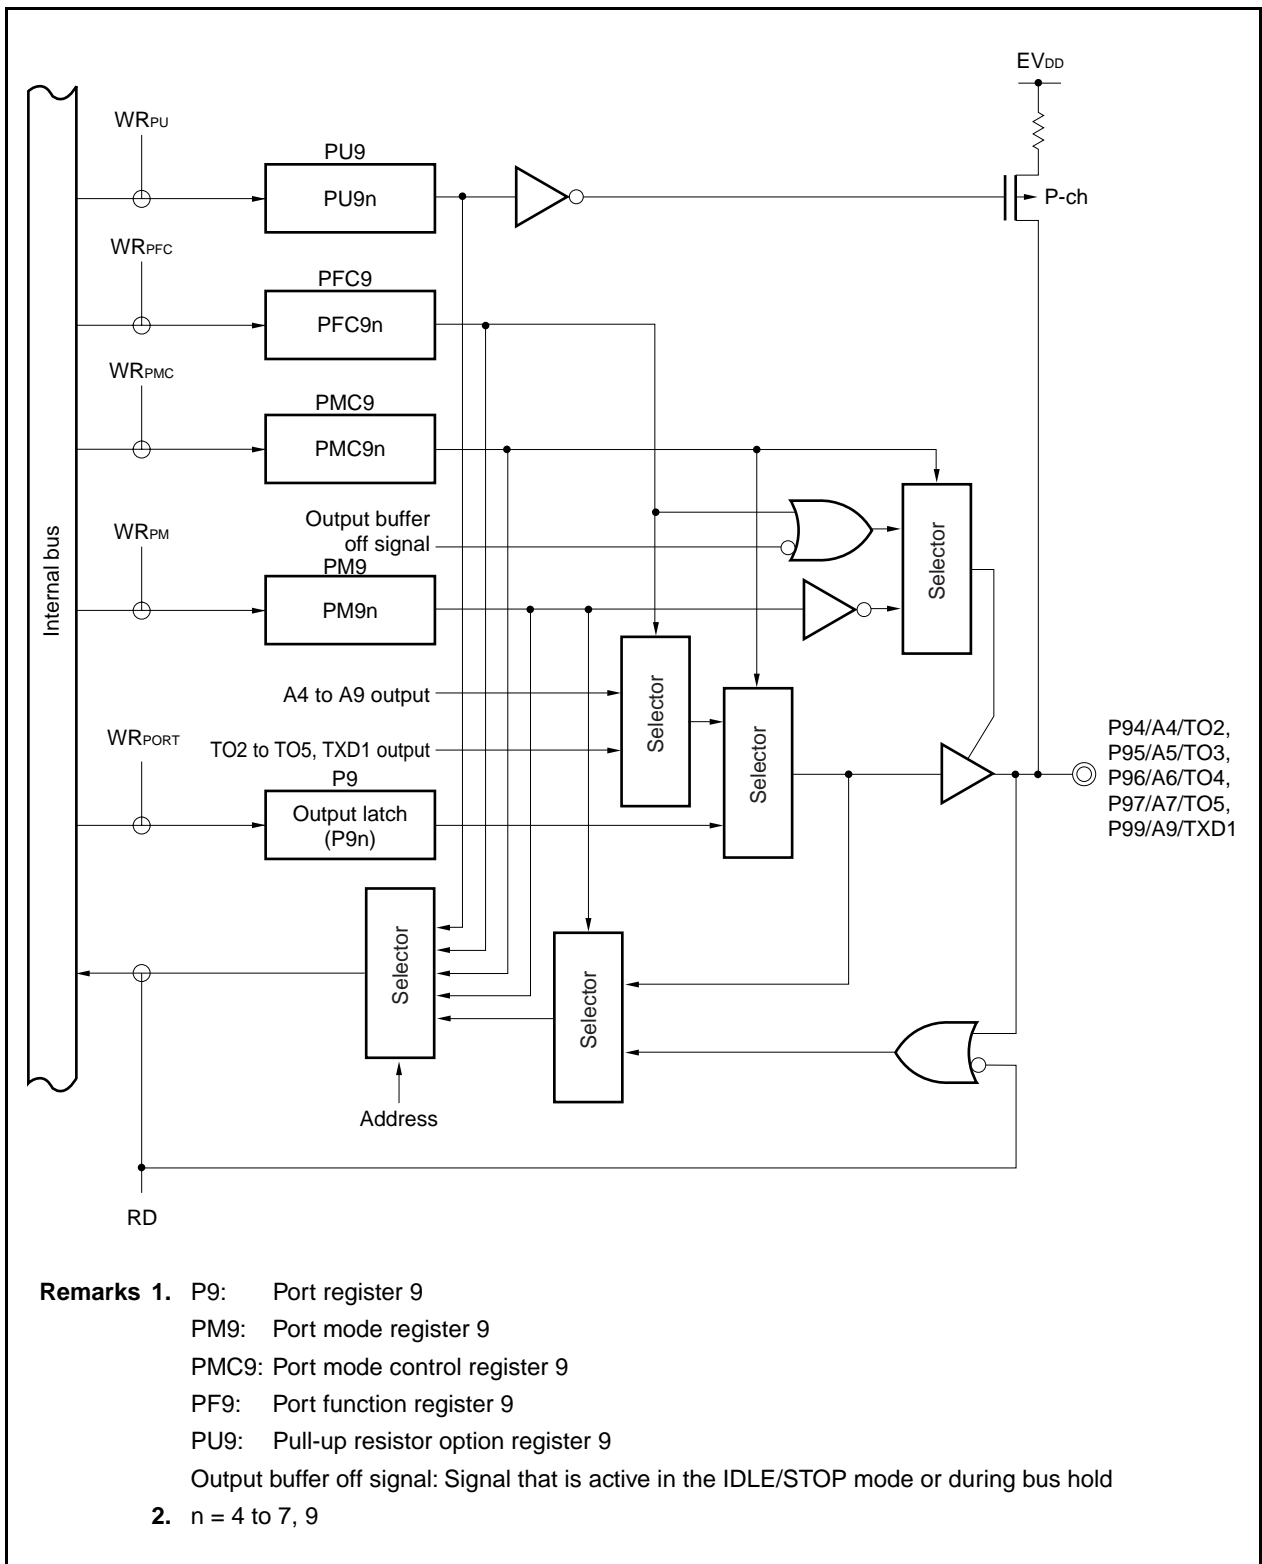 EVDD
WRPU
PU9
PU9n
P-ch
WRPFC
PFC9
PFC9n
WRPMC
PMC9
PMC9n
Internal bus
WRPM
Output buffer
off signal
PM9
PM9n
Selector
A4 to A9 output
Selector
Selector
WRPORT
TO2 to TO5, TXD1 output
P9
Output latch
(P9n)
P94/A4/TO2,
P95/A5/TO3,
P96/A6/TO4,
P97/A7/TO5,
P99/A9/TXD1
Selector
Selector
Address
RD
Remarks 1. P9: Port register 9
PM9: Port mode register 9
PMC9: Port mode control register 9
PF9: Port function register 9
PU9: Pull-up resistor option register 9
Output buffer off signal: Signal that is active in the IDLE/STOP mode or during bus hold
2. n = 4 to 7, 9